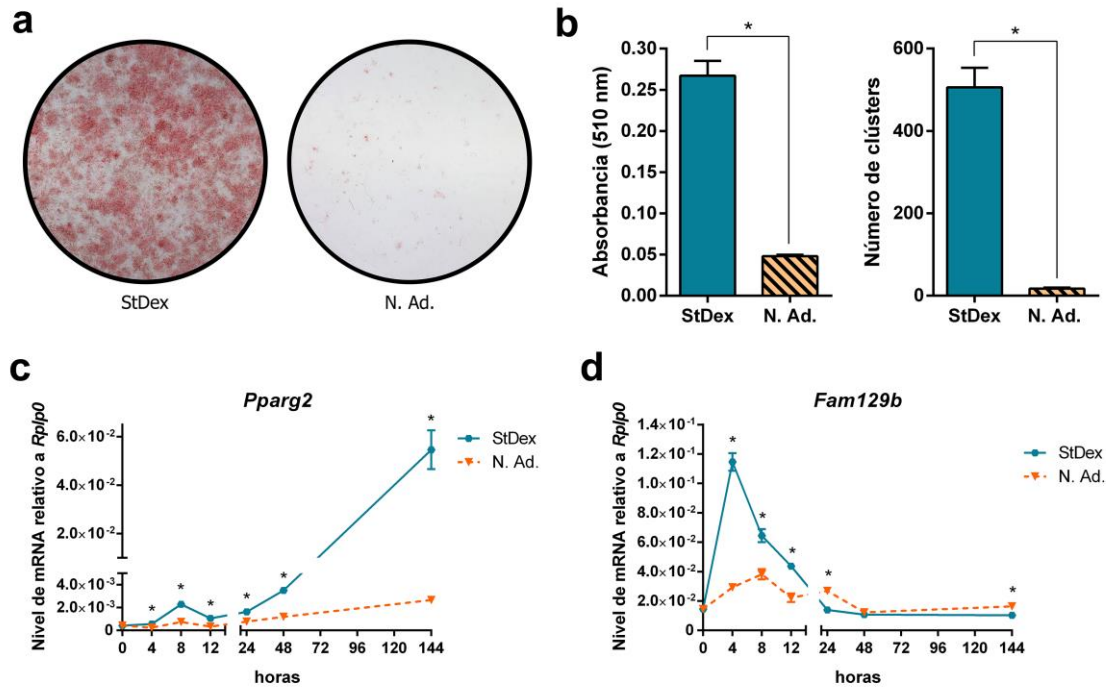 a
StDex
N. Ad.
b
Absorbancia (510 nm)
0.30
0.25
0.20
0.15
0.10
0.05
0.00
*
StDex
N. Ad.
Número de clústers
600
400
200
0
*
StDex
N. Ad.
c
Pparg2
Nivel de mRNA relativo a Rplp0
6.0×10⁻²
4.0×10⁻²
2.0×10⁻²
4.0×10⁻³
2.0×10⁻³
0
* * * * * *
StDex
N. Ad.
0 4 8 12 24 48 72 96 120 144
horas
d
Fam129b
Nivel de mRNA relativo a Rplp0
1.4×10⁻¹
1.2×10⁻¹
1.0×10⁻¹
8.0×10⁻²
6.0×10⁻²
4.0×10⁻²
2.0×10⁻²
0
* * * * *
StDex
N. Ad.
0 4 8 12 24 48 72 96 120 144
horas